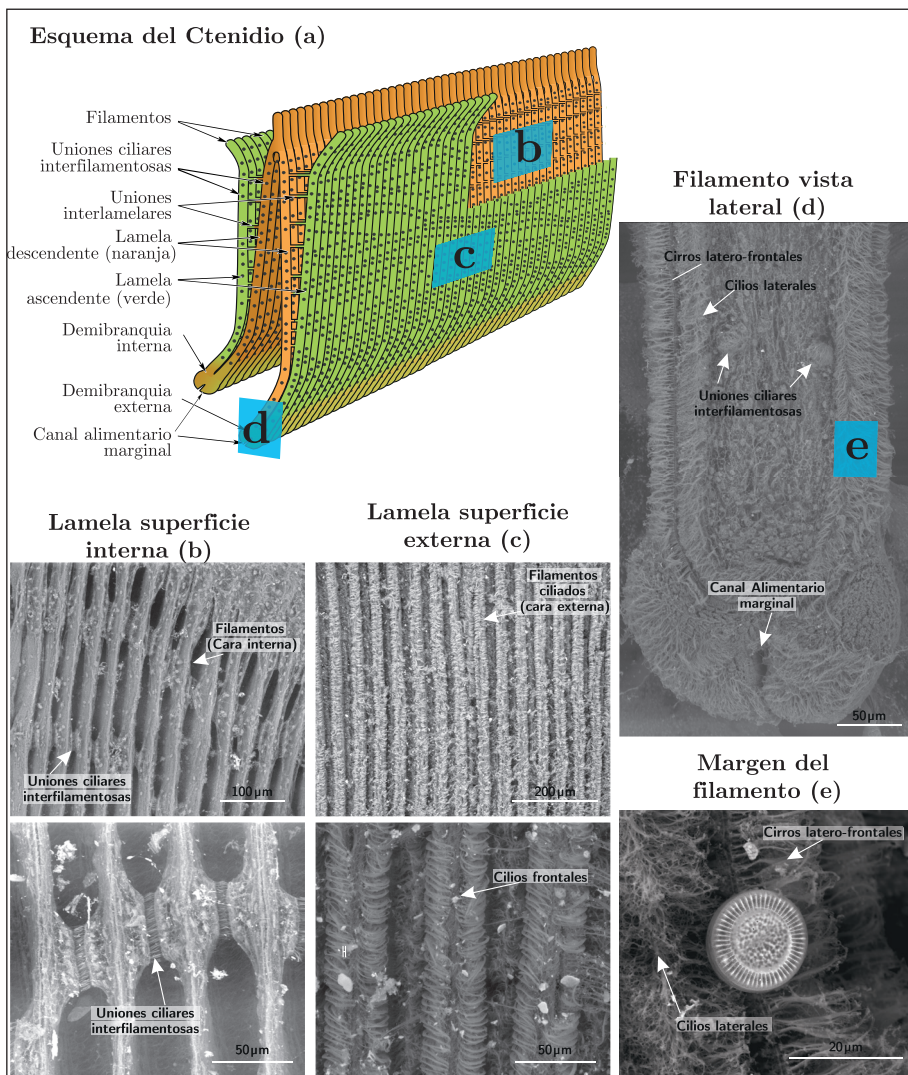 Esquema del Ctenidio (a)
Filamentos
Uniones ciliares
interfilamentosas
Uniones
interlamelares
Lamela
descendente (naranja)
Lamela
ascendente (verde)
Demibranquia
interna
Demibranquia
externa
Canal alimentario
marginal
b
c
d
Filamento vista
lateral (d)
Cirros latero-frontales
Cilios laterales
Uniones ciliares
interfilamentosas
e
Canal Alimentario
marginal
50µm
Lamela superficie
interna (b)
Filamentos
(Cara interna)
Uniones ciliares
interfilamentosas
100µm
Uniones ciliares
interfilamentosas
50µm
Lamela superficie
externa (c)
Filamentos
ciliados
(cara externa)
200µm
Cilios frontales
50µm
Margen del
filamento (e)
Cirros latero-frontales
Cilios laterales
20µm